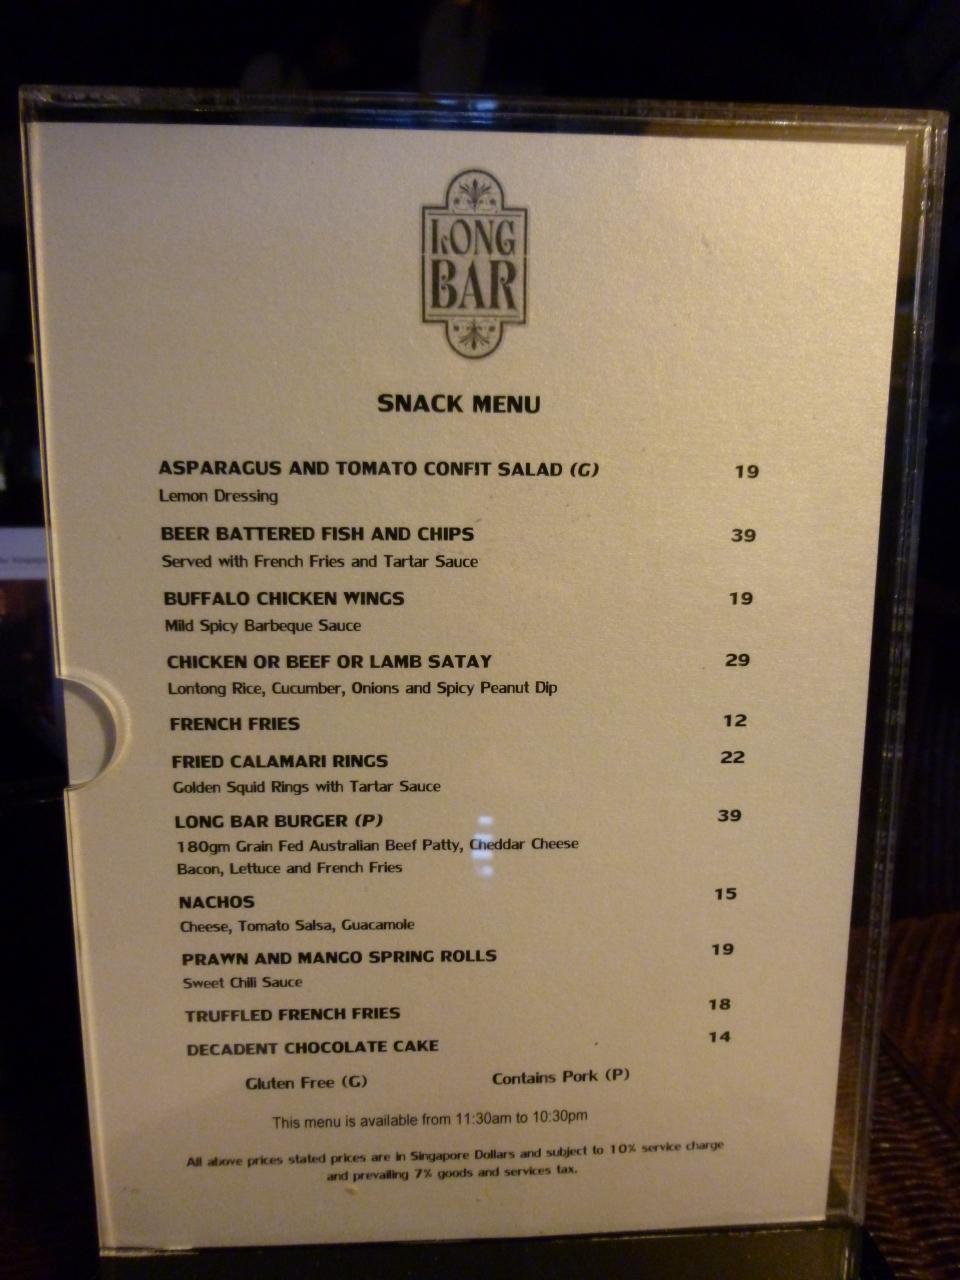 LONG
BAR
SNACK MENU
ASPARAGUS AND TOMATO CONFIT SALAD (G) 19
Lemon Dressing
BEER BATTERED FISH AND CHIPS 39
Served with French Fries and Tartar Sauce
BUFFALO CHICKEN WINGS 19
Mild Spicy Barbeque Sauce
CHICKEN OR BEEF OR LAMB SATAY 29
Lontong Rice, Cucumber, Onions and Spicy Peanut Dip
FRENCH FRIES 12
FRIED CALAMARI RINGS 22
Golden Squid Rings with Tartar Sauce
LONG BAR BURGER (P) 39
180gm Grain Fed Australian Beef Patty, Cheddar Cheese
Bacon, Lettuce and French Fries
NACHOS 15
Cheese, Tomato Salsa, Guacamole
PRAWN AND MANGO SPRING ROLLS 19
Sweet Chili Sauce
TRUFFLED FRENCH FRIES 18
DECADENT CHOCOLATE CAKE 14
Gluten Free (G) Contains Pork (P)
This menu is available from 11:30am to 10:30pm
All above prices stated prices are in Singapore Dollars and subject to 10% service charge
and prevailing 7% goods and services tax.